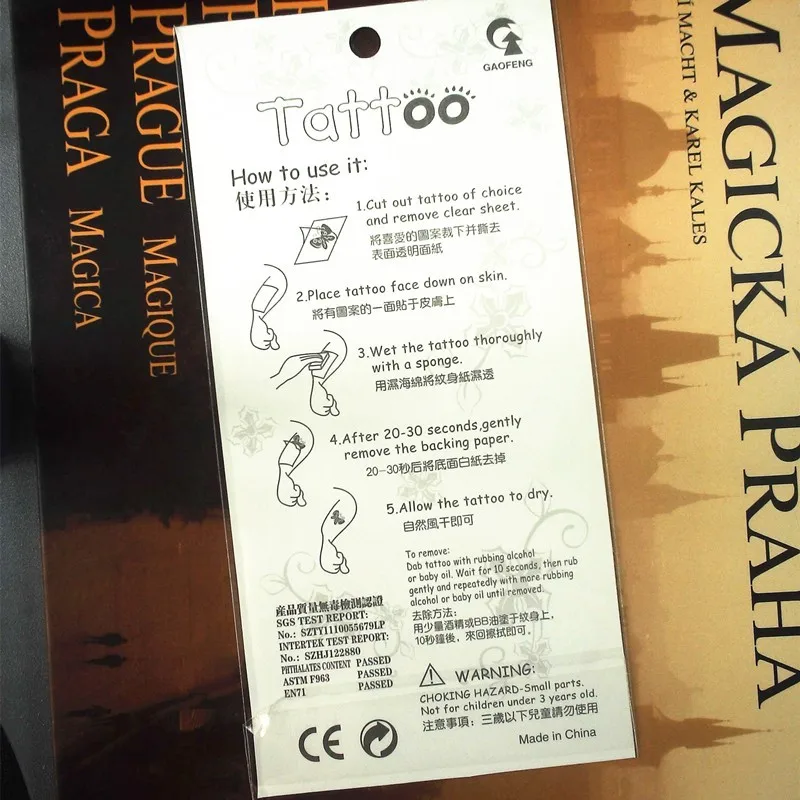 GAOFENG
Tattoo
How to use it:
使用方法：
1.Cut out tattoo of choice
and remove clear sheet.
將喜愛的圖案裁下并撕去
表面透明面紙
2.Place tattoo face down on skin.
將有圖案的一面貼于皮膚上
3.Wet the tattoo thoroughly
with a sponge.
用濕海綿將紋身紙濕透
4.After 20-30 seconds,gently
remove the backing paper.
20-30秒后將底面白紙去掉
5.Allow the tattoo to dry.
自然風干即可
To remove:
Dab tattoo with rubbing alcohol
or baby oil. Wait for 10 seconds, then rub
gently and repeatedly with more rubbing
alcohol or baby oil until removed.
去除方法：
用少量酒精或BB油塗于紋身上，
10秒鐘後，來回擦拭即可。
産品質量無毒檢測認證
SGS TEST REPORT:
No.: SZTY1110055679LP
INTERTEK TEST REPORT:
No.: SZHJ122880
PHTHALATES CONTENT PASSED
ASTM F963 PASSED
EN71 PASSED
WARNING:
CHOKING HAZARD-Small parts.
Not for children under 3 years old.
注意事項：三歲以下兒童請勿使用
CE
Made in China
PRAGA MAGICA
PRAGUE MAGIQUE
MAGICKÁ PRAHA
MACHT & KAREL KALES